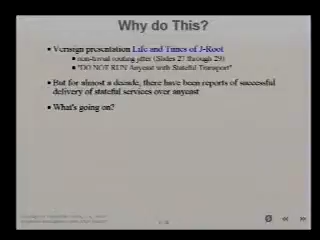 Why do This?
• Verisign presentation Life and Times of J-Root
• non-trivial routing jitter (Slides 27 through 29)
• "DO NOT RUN Anycast with Stateful Transport"
• But for almost a decade, there have been reports of successful
delivery of stateful services over anycast
• What's going on?